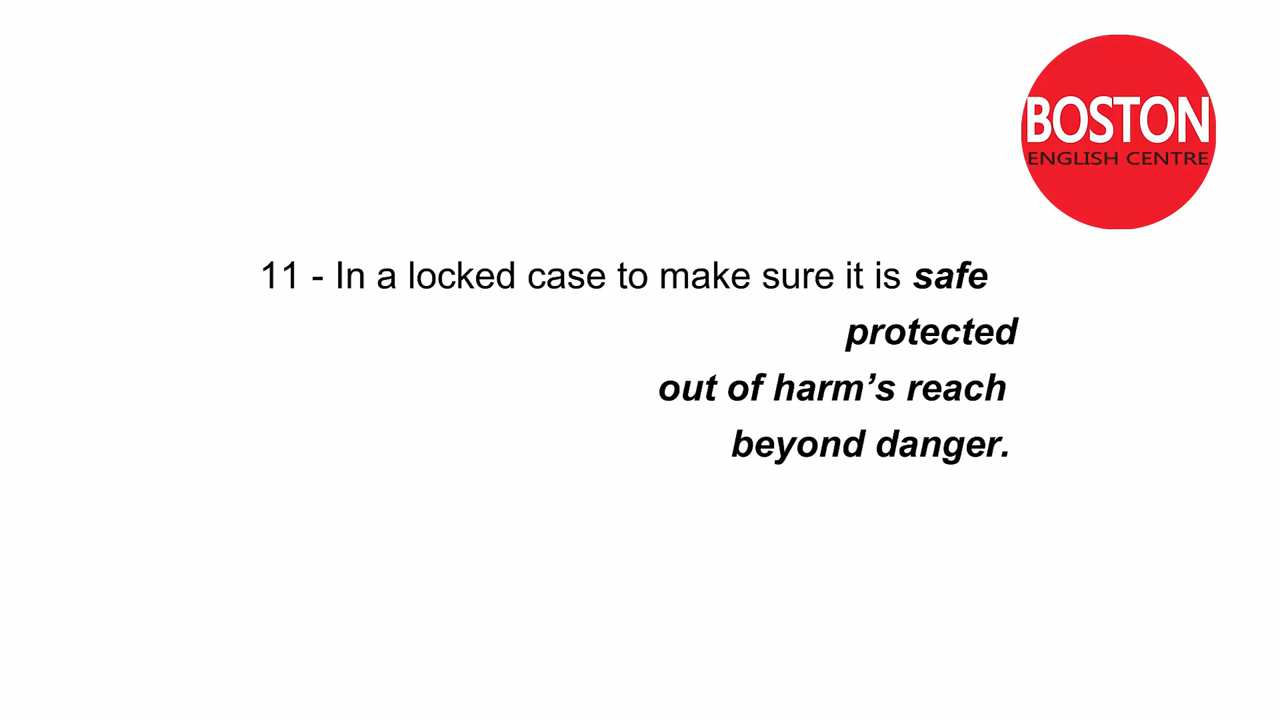 BOSTON
ENGLISH CENTRE
11 - In a locked case to make sure it is safe
protected
out of harm’s reach
beyond danger.